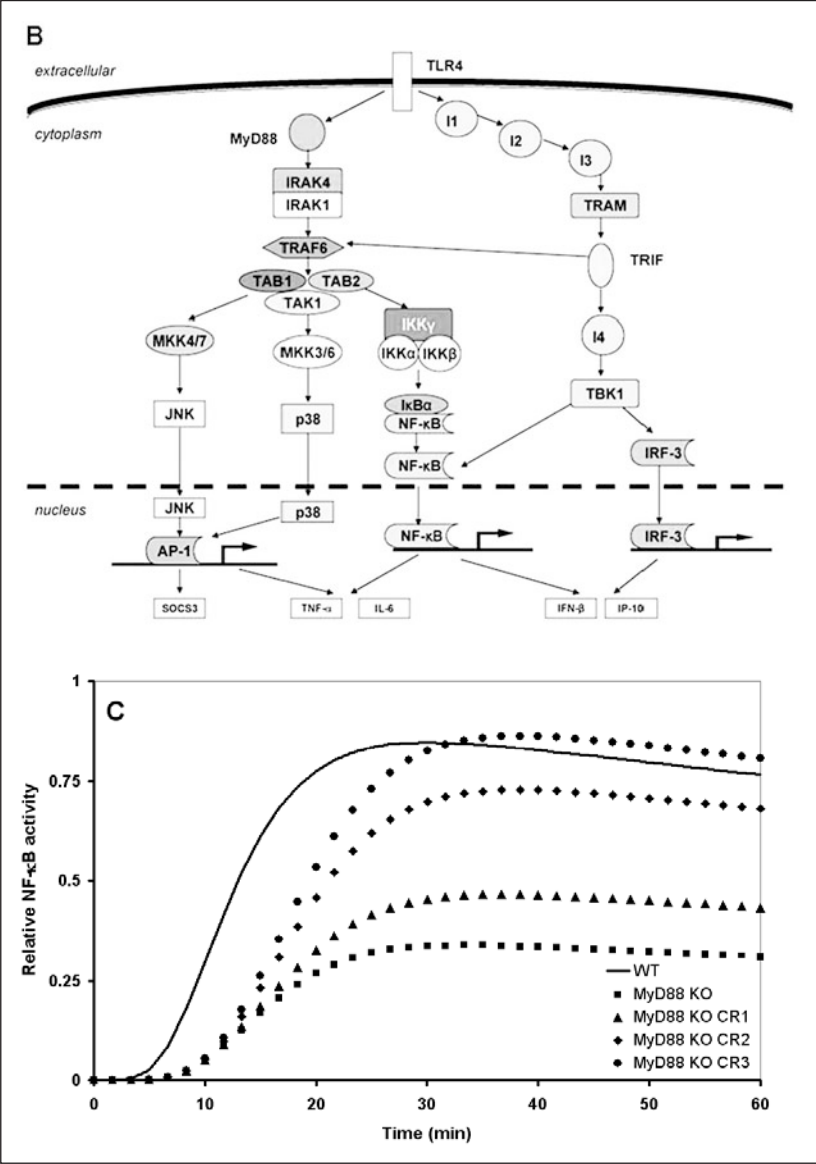 B
extracellular
TLR4
cytoplasm
MyD88
I1
I2
I3
IRAK4
IRAK1
TRAM
TRAF6
TRIF
TAB1
TAB2
TAK1
IKKγ
MKK4/7
MKK3/6
IKKα
IKKβ
I4
JNK
p38
IκBα
NF-κB
TBK1
NF-κB
IRF-3
nucleus
JNK
p38
AP-1
NF-κB
IRF-3
SOCS3
TNF-α
IL-6
IFN-β
IP-10
C
Relative NF-κB activity
1
0.75
0.5
0.25
0
WT
MyD88 KO
MyD88 KO CR1
MyD88 KO CR2
MyD88 KO CR3
0 10 20 30 40 50 60
Time (min)